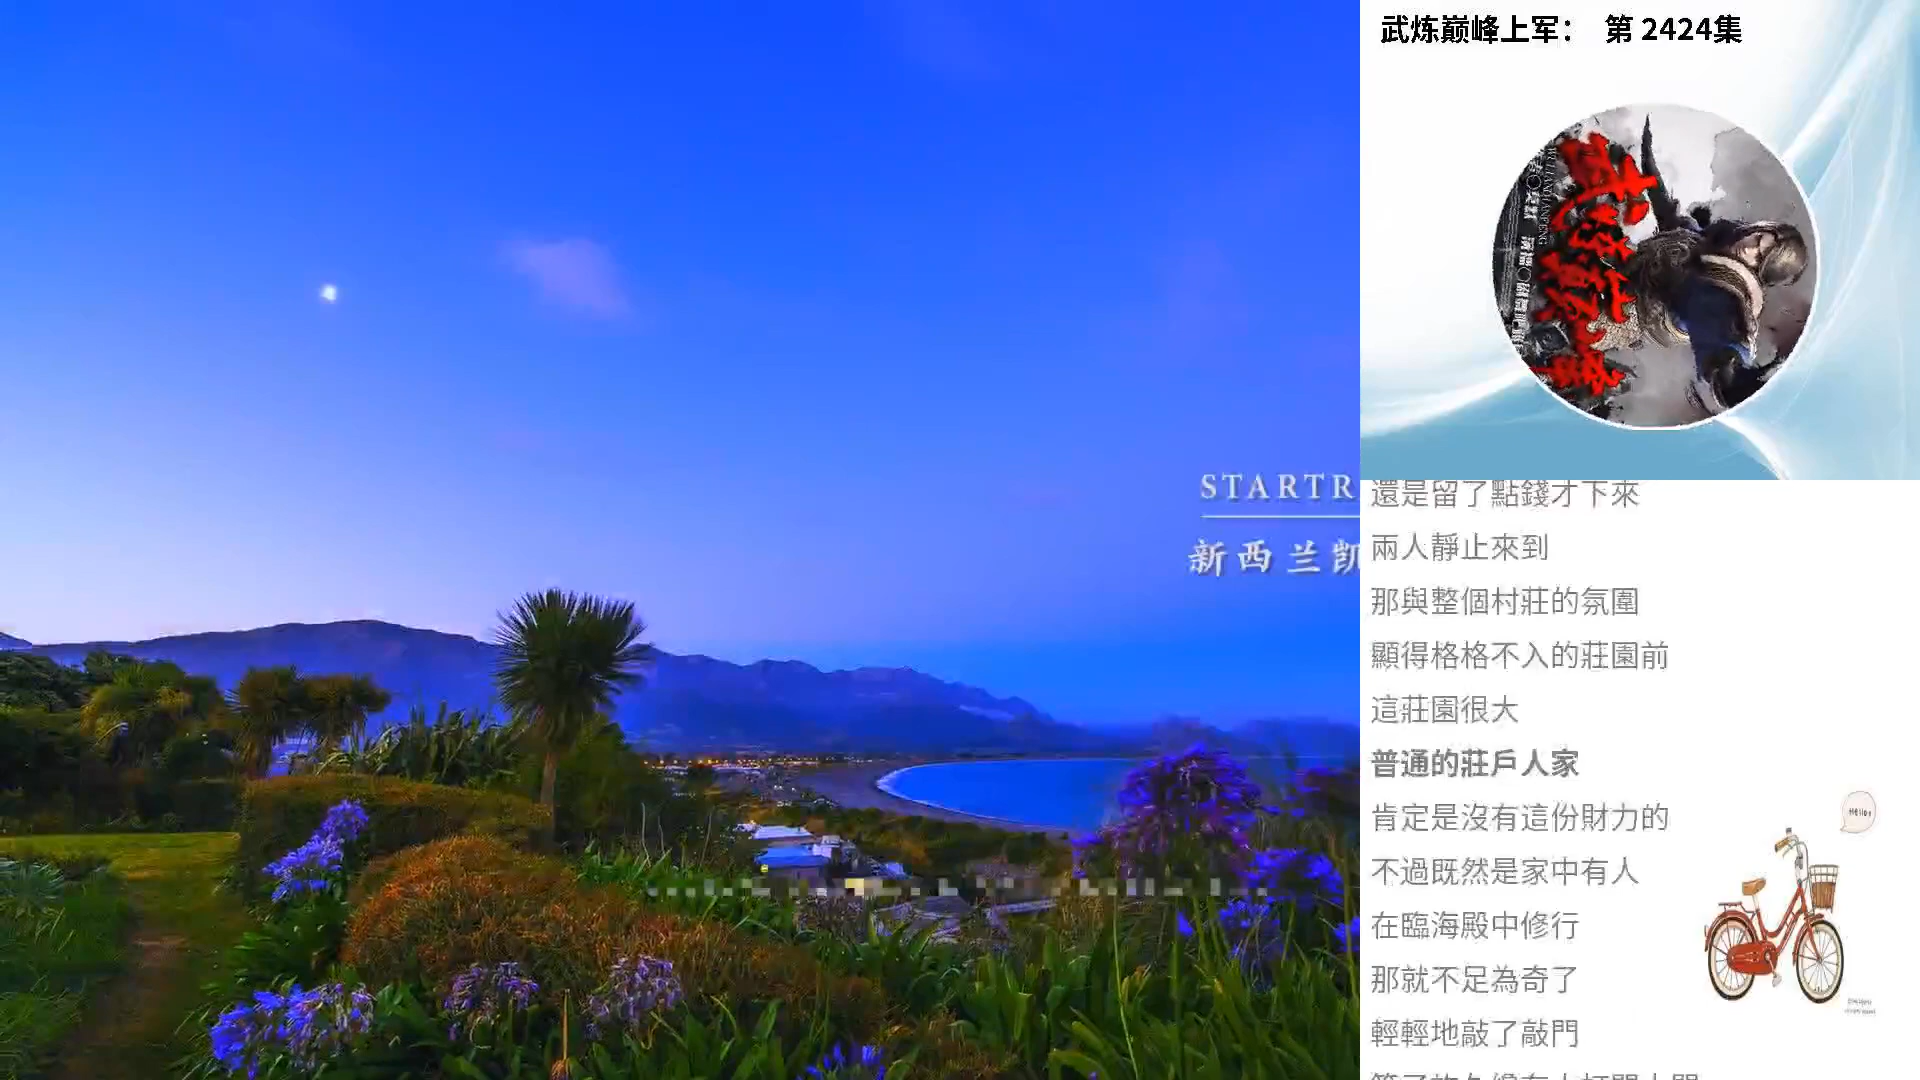 武炼巅峰上军： 第 2424集
STARTR
新西兰凯
還是留了點錢才下來
兩人靜止來到
那與整個村莊的氛圍
顯得格格不入的莊園前
這莊園很大
普通的莊戶人家
肯定是沒有這份財力的
不過既然是家中有人
在臨海殿中修行
那就不足為奇了
輕輕地敲了敲門
Hello!